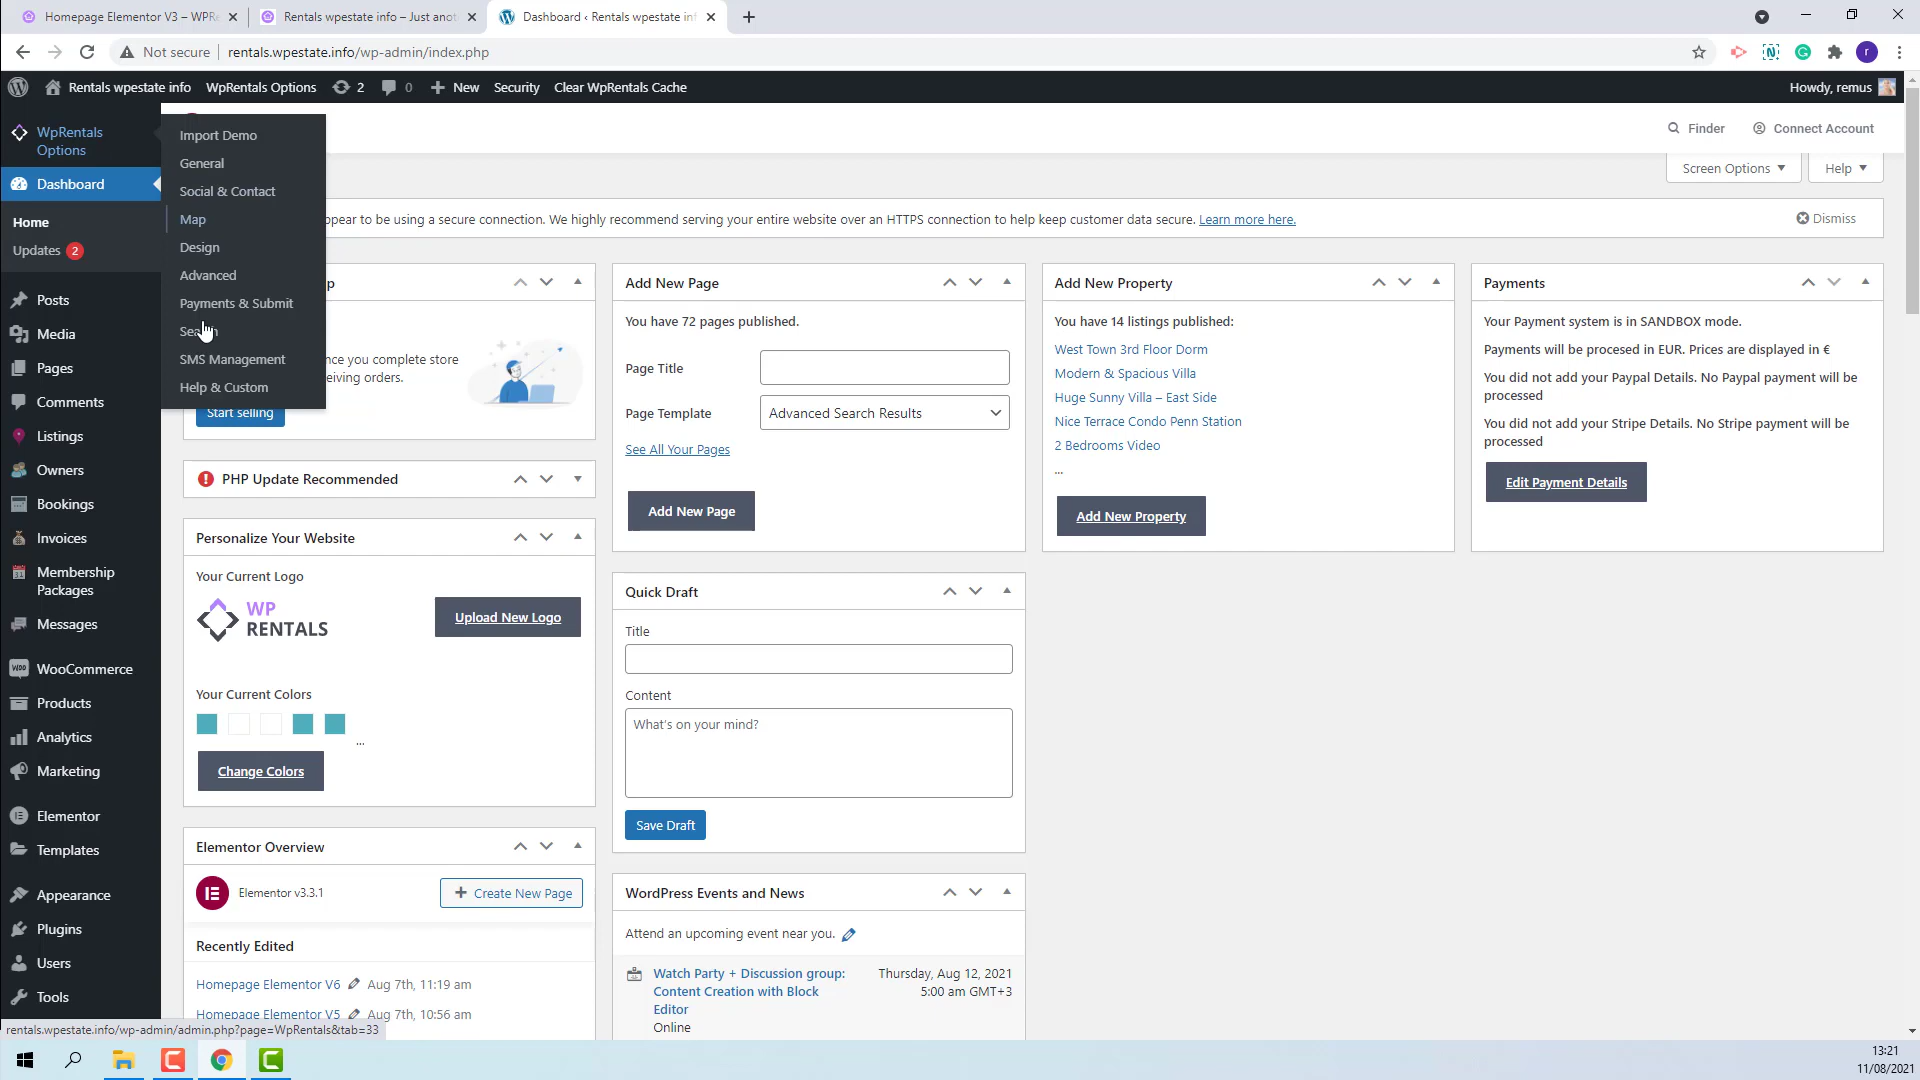 Homepage Elementor V3 – WPRe
Rentals wpestate info – Just anot
Dashboard ‹ Rentals wpestate inf
Not secure
rentals.wpestate.info/wp-admin/index.php
r
Rentals wpestate info
WpRentals Options
2
0
New
Security
Clear WpRentals Cache
Howdy, remus
WpRentals
Options
Dashboard
Home
Updates 2
Posts
Media
Pages
Comments
Listings
Owners
Bookings
Invoices
Membership
Packages
Messages
WooCommerce
Products
Analytics
Marketing
Elementor
Templates
Appearance
Plugins
Users
Tools
Import Demo
General
Social & Contact
Map
Design
Advanced
Payments & Submit
Search
SMS Management
Help & Custom
Finder
Connect Account
Screen Options
Help
ppear to be using a secure connection. We highly recommend serving your entire website over an HTTPS connection to help keep customer data secure. Learn more here.
Dismiss
p
nce you complete store
eiving orders.
Start selling
PHP Update Recommended
Personalize Your Website
Your Current Logo
WP
RENTALS
Upload New Logo
Your Current Colors
...
Change Colors
Elementor Overview
Elementor v3.3.1
Create New Page
Recently Edited
Homepage Elementor V6 Aug 7th, 11:19 am
Homepage Elementor V5 Aug 7th, 10:56 am
Add New Page
You have 72 pages published.
Page Title
Page Template
Advanced Search Results
See All Your Pages
Add New Page
Quick Draft
Title
Content
What's on your mind?
Save Draft
WordPress Events and News
Attend an upcoming event near you.
Watch Party + Discussion group:
Content Creation with Block
Editor
Online
Thursday, Aug 12, 2021
5:00 am GMT+3
Add New Property
You have 14 listings published:
West Town 3rd Floor Dorm
Modern & Spacious Villa
Huge Sunny Villa – East Side
Nice Terrace Condo Penn Station
2 Bedrooms Video
...
Add New Property
Payments
Your Payment system is in SANDBOX mode.
Payments will be procesed in EUR. Prices are displayed in €
You did not add your Paypal Details. No Paypal payment will be
processed
You did not add your Stripe Details. No Stripe payment will be
processed
Edit Payment Details
rentals.wpestate.info/wp-admin/admin.php?page=WpRentals&tab=33
13:21
11/08/2021